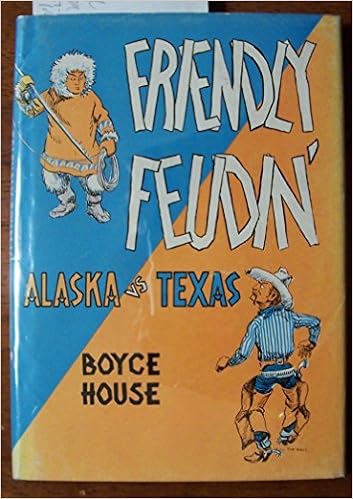 FRIENDLY
FEUDIN'
ALASKA vs TEXAS
BOYCE
HOUSE